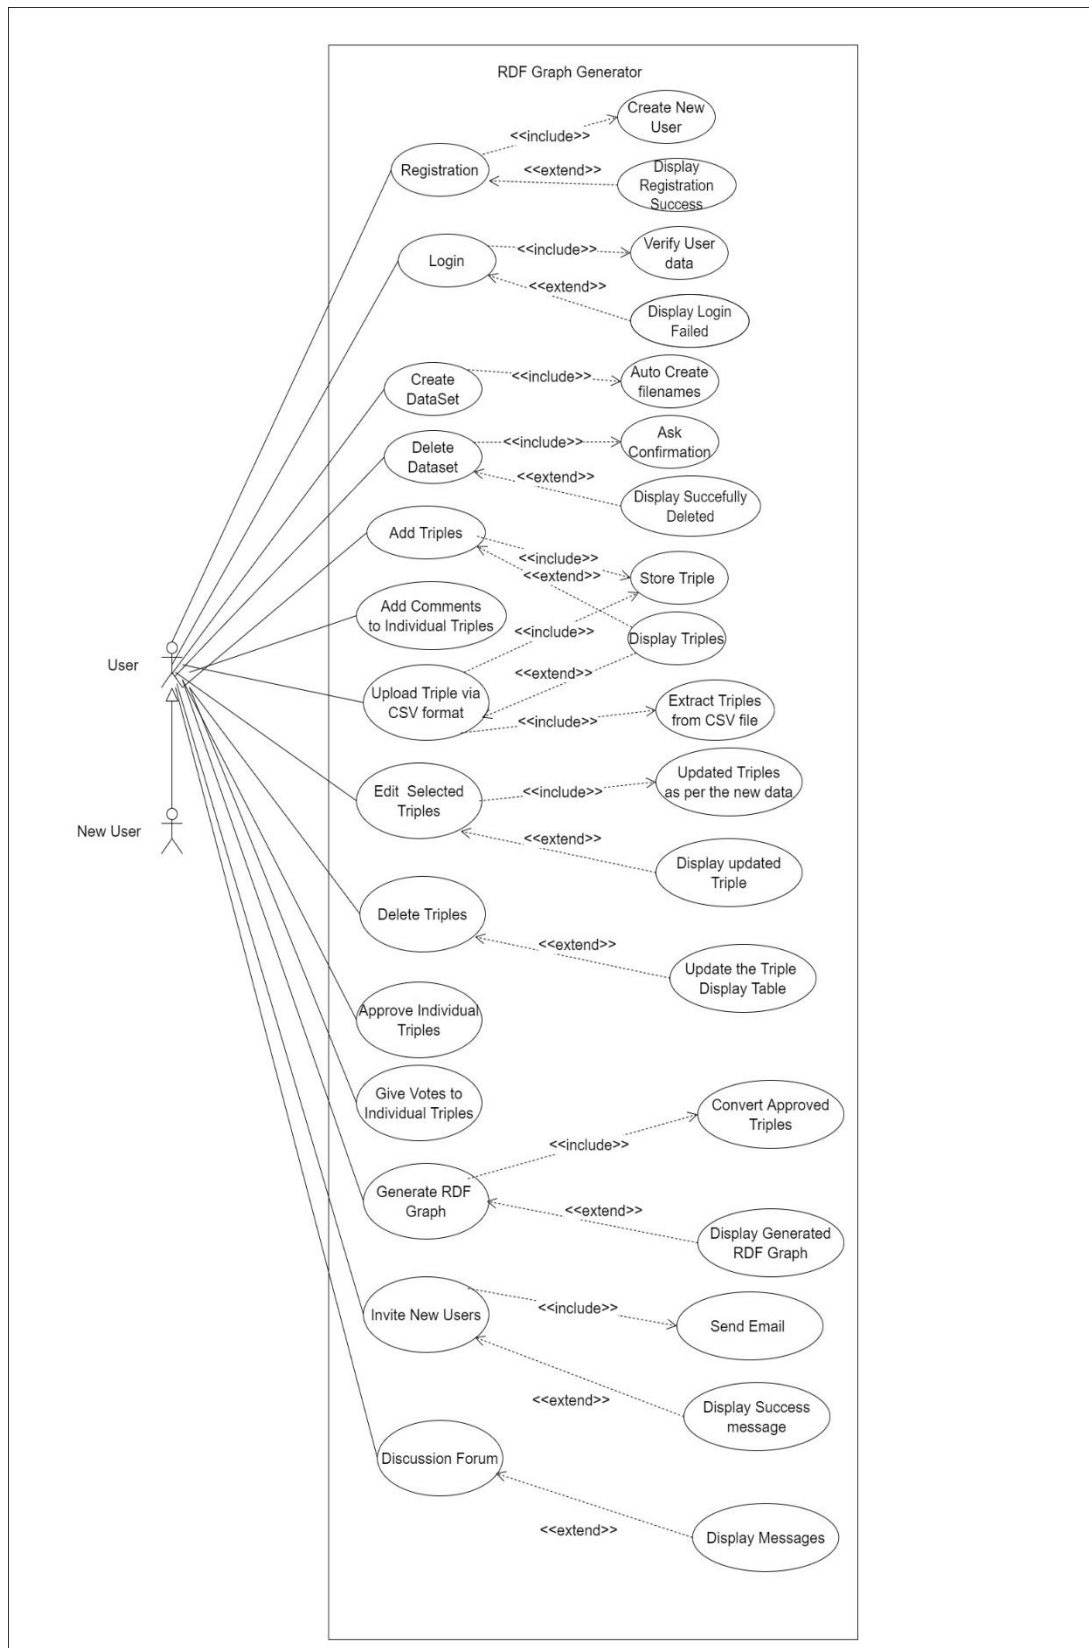 RDF Graph Generator
Create New
User
<<include>>
Registration
<<extend>>
Display
Registration
Success
Login
<<include>>
Verify User
data
<<extend>>
Display Login
Failed
Create
DataSet
<<include>>
Auto Create
filenames
Delete
Dataset
<<include>>
Ask
Confirmation
<<extend>>
Display Succefully
Deleted
Add Triples
<<include>>
<<extend>>
Store Triple
Add Comments
to Individual Triples
<<include>>
Display Triples
User
Upload Triple via
CSV format
<<extend>>
<<include>>
Extract Triples
from CSV file
New User
Edit  Selected
Triples
<<include>>
Updated Triples
as per the new data
<<extend>>
Display updated
Triple
Delete Triples
<<extend>>
Update the Triple
Display Table
Approve Individual
Triples
Give Votes to
Individual Triples
Convert Approved
Triples
<<include>>
Generate RDF
Graph
<<extend>>
Display Generated
RDF Graph
Invite New Users
<<include>>
Send Email
<<extend>>
Display Success
message
Discussion Forum
<<extend>>
Display Messages